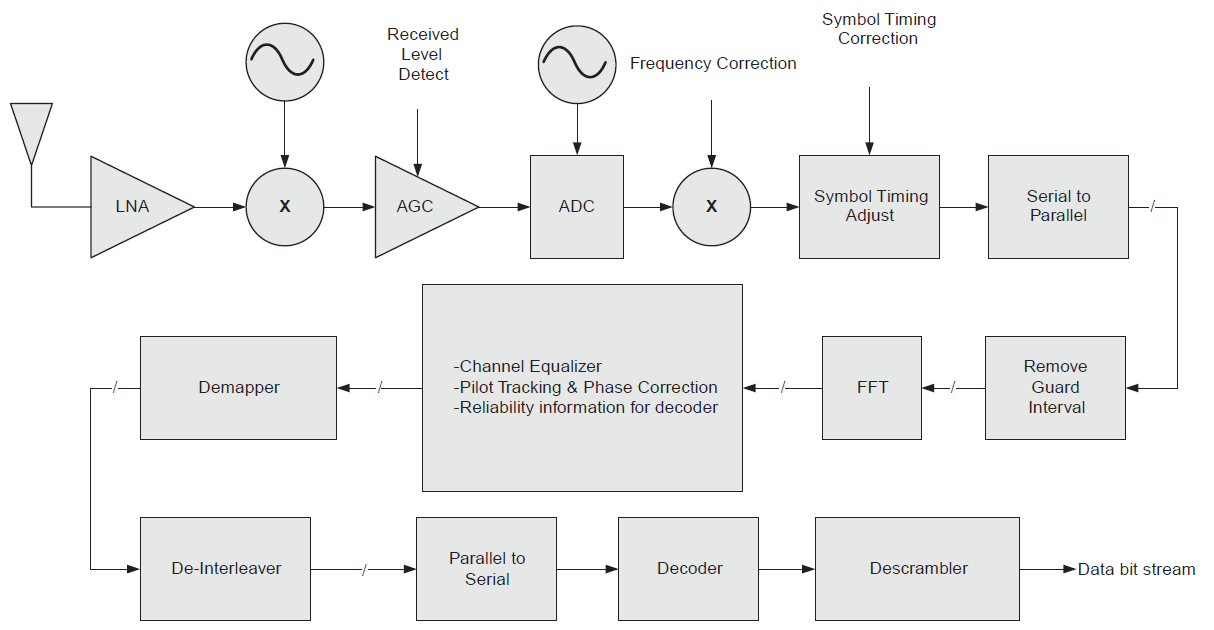 Received
Level
Detect
Symbol Timing
Correction
Frequency Correction
LNA
X
AGC
ADC
X
Symbol Timing
Adjust
Serial to
Parallel
/
Demapper
-Channel Equalizer
-Pilot Tracking & Phase Correction
-Reliability information for decoder
FFT
Remove
Guard
Interval
/
/
/
/
De-Interleaver
/
Parallel to
Serial
Decoder
Descrambler
Data bit stream